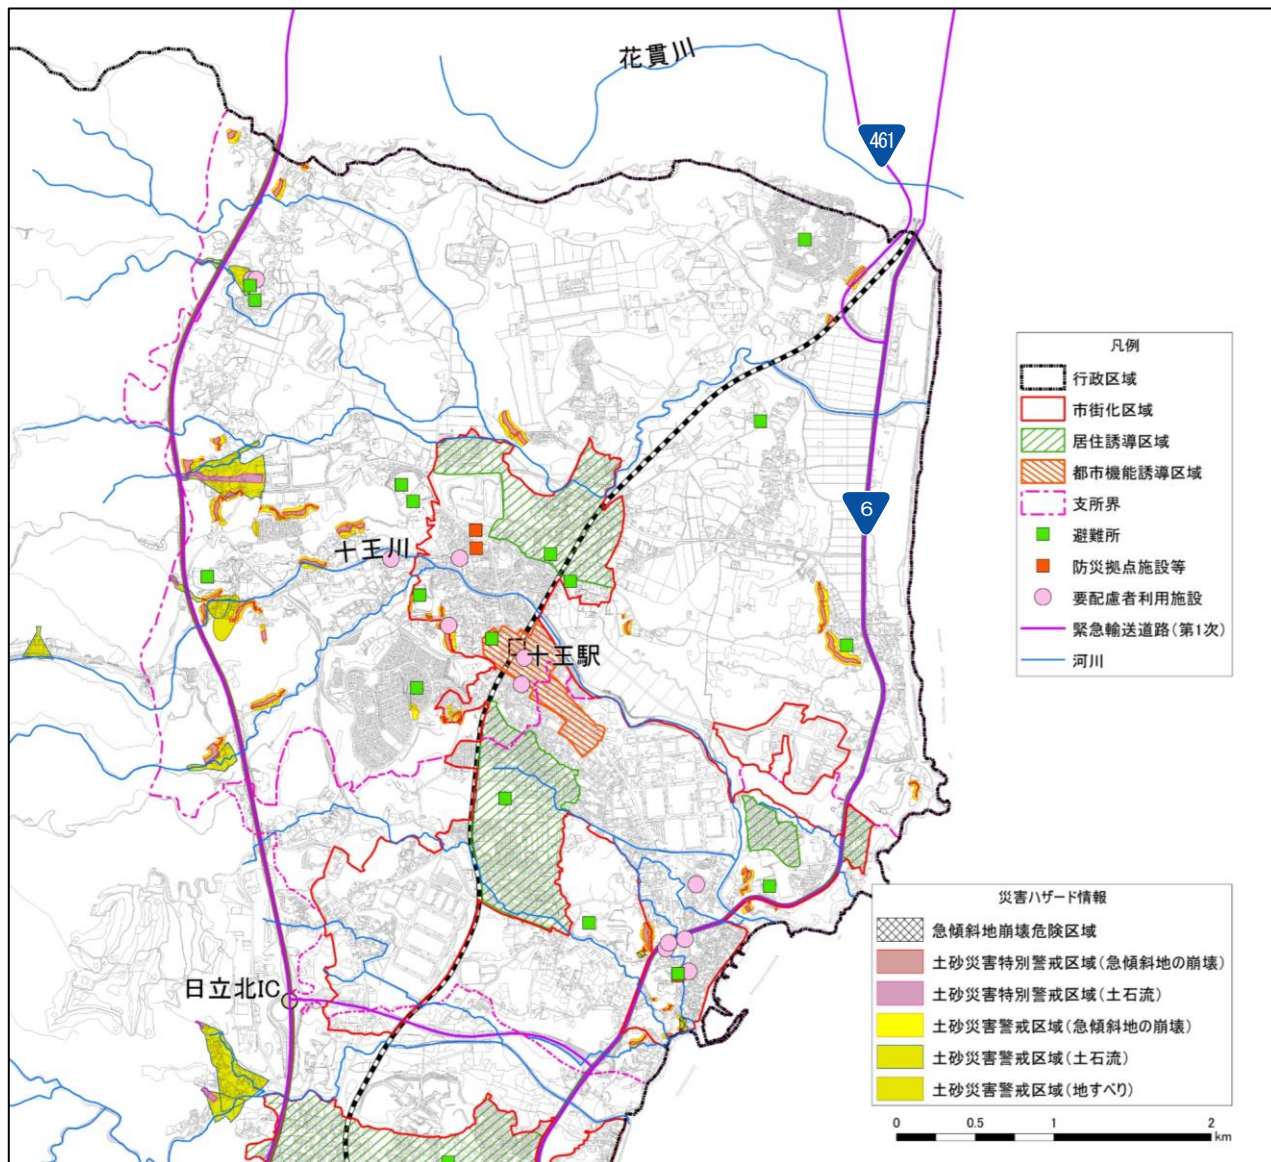 花貫川
461
凡例
行政区域
市街化区域
居住誘導区域
都市機能誘導区域
支所界
避難所
防災拠点施設等
要配慮者利用施設
緊急輸送道路(第1次)
河川
6
十王川
十王駅
日立北IC
災害ハザード情報
急傾斜地崩壊危険区域
土砂災害特別警戒区域(急傾斜地の崩壊)
土砂災害特別警戒区域(土石流)
土砂災害警戒区域(急傾斜地の崩壊)
土砂災害警戒区域(土石流)
土砂災害警戒区域(地すべり)
0 0.5 1 2
km